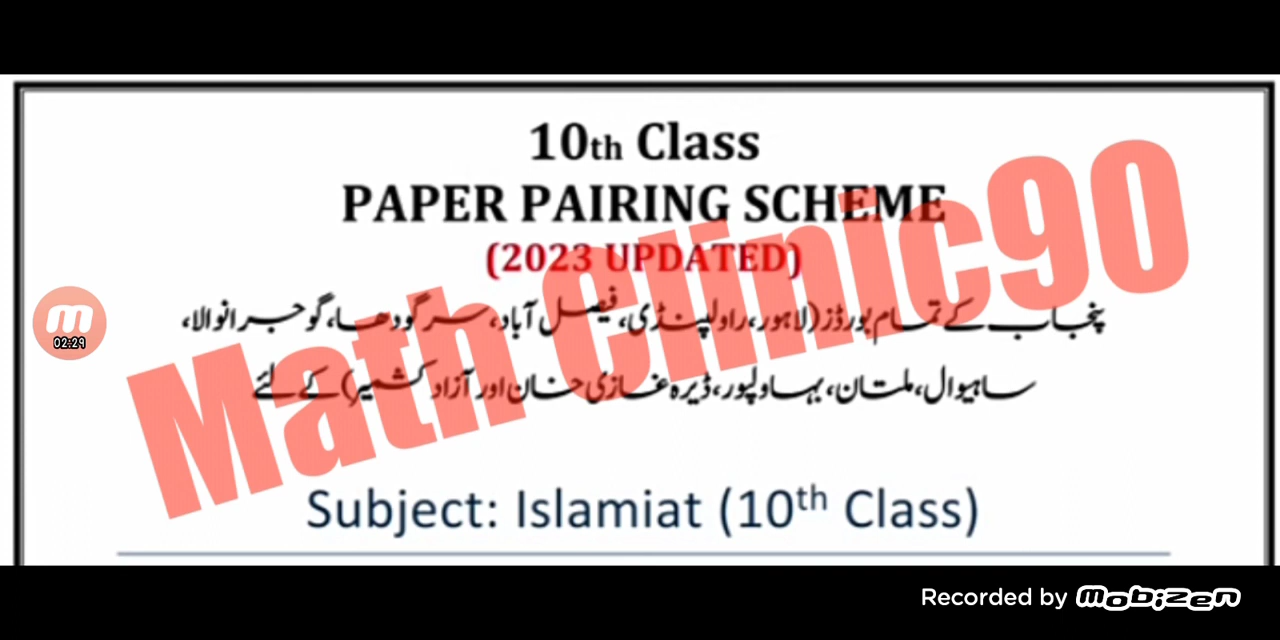 10th Class
PAPER PAIRING SCHEME
(2023 UPDATED)
پنجاب کے تمام بورڈز (لاہور، راولپنڈی، فیصل آباد، سرگودھا، گوجرانوالا،
ساہیوال، ملتان، بہاولپور، ڈیرہ غازی خان اور آزاد کشمیر) کے لئے
Math Clinic90
02:29
Subject: Islamiat (10th Class)
Recorded by mobizen